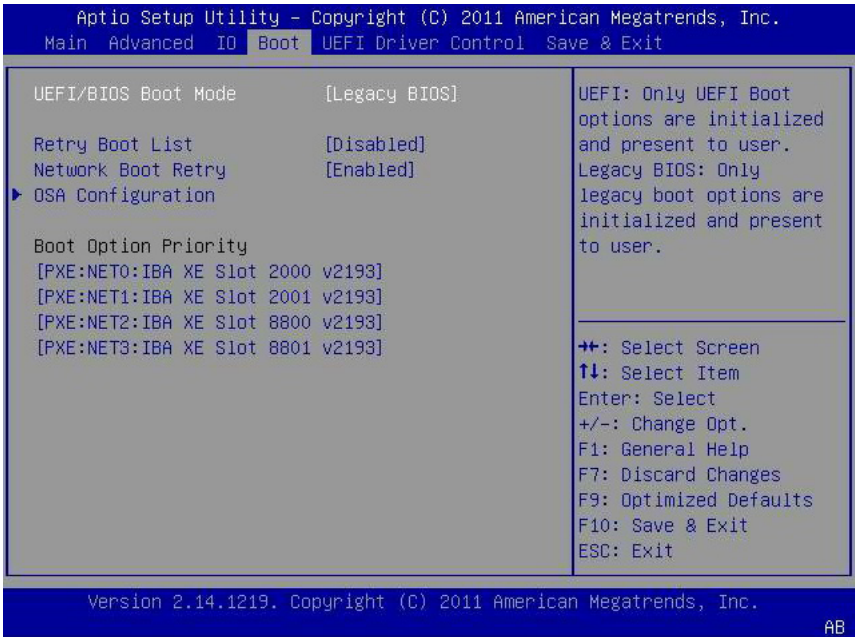 Aptio Setup Utility – Copyright (C) 2011 American Megatrends, Inc.
Main Advanced IO Boot UEFI Driver Control Save & Exit
UEFI/BIOS Boot Mode [Legacy BIOS]
Retry Boot List [Disabled]
Network Boot Retry [Enabled]
▶ OSA Configuration
Boot Option Priority
[PXE:NET0:IBA XE Slot 2000 v2193]
[PXE:NET1:IBA XE Slot 2001 v2193]
[PXE:NET2:IBA XE Slot 8800 v2193]
[PXE:NET3:IBA XE Slot 8801 v2193]
UEFI: Only UEFI Boot
options are initialized
and present to user.
Legacy BIOS: Only
legacy boot options are
initialized and present
to user.
→←: Select Screen
↑↓: Select Item
Enter: Select
+/-: Change Opt.
F1: General Help
F7: Discard Changes
F9: Optimized Defaults
F10: Save & Exit
ESC: Exit
Version 2.14.1219. Copyright (C) 2011 American Megatrends, Inc.
AB